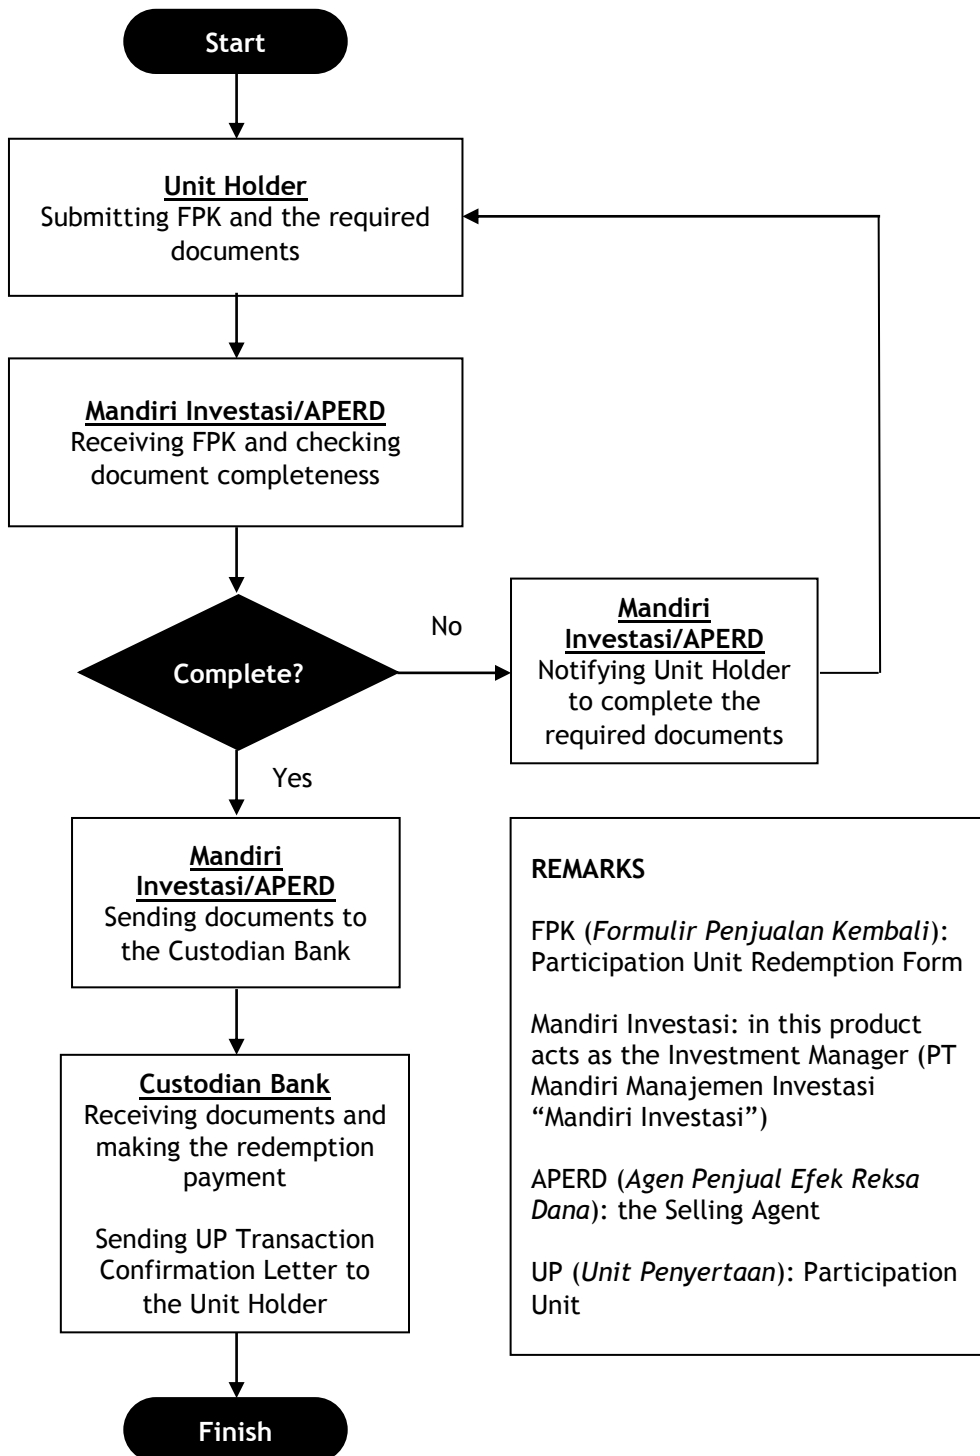 Start
Unit Holder
Submitting FPK and the required
documents
Mandiri Investasi/APERD
Receiving FPK and checking
document completeness
Complete?
No
Mandiri
Investasi/APERD
Notifying Unit Holder
to complete the
required documents
Yes
Mandiri
Investasi/APERD
Sending documents to
the Custodian Bank
Custodian Bank
Receiving documents and
making the redemption
payment
Sending UP Transaction
Confirmation Letter to
the Unit Holder
Finish
REMARKS
FPK (Formulir Penjualan Kembali):
Participation Unit Redemption Form
Mandiri Investasi: in this product
acts as the Investment Manager (PT
Mandiri Manajemen Investasi
“Mandiri Investasi”)
APERD (Agen Penjual Efek Reksa
Dana): the Selling Agent
UP (Unit Penyertaan): Participation
Unit